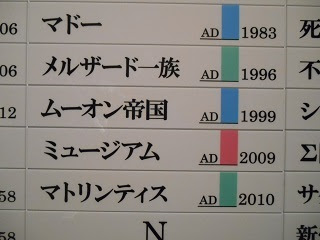 06 マドー AD 1983 死
06 メルザード一族 AD 1996 不
12 ムーオン帝国 AD 1999 シ
ミュージアム AD 2009 Σ
58 マトリンティス AD 2010 サ
58 N 新